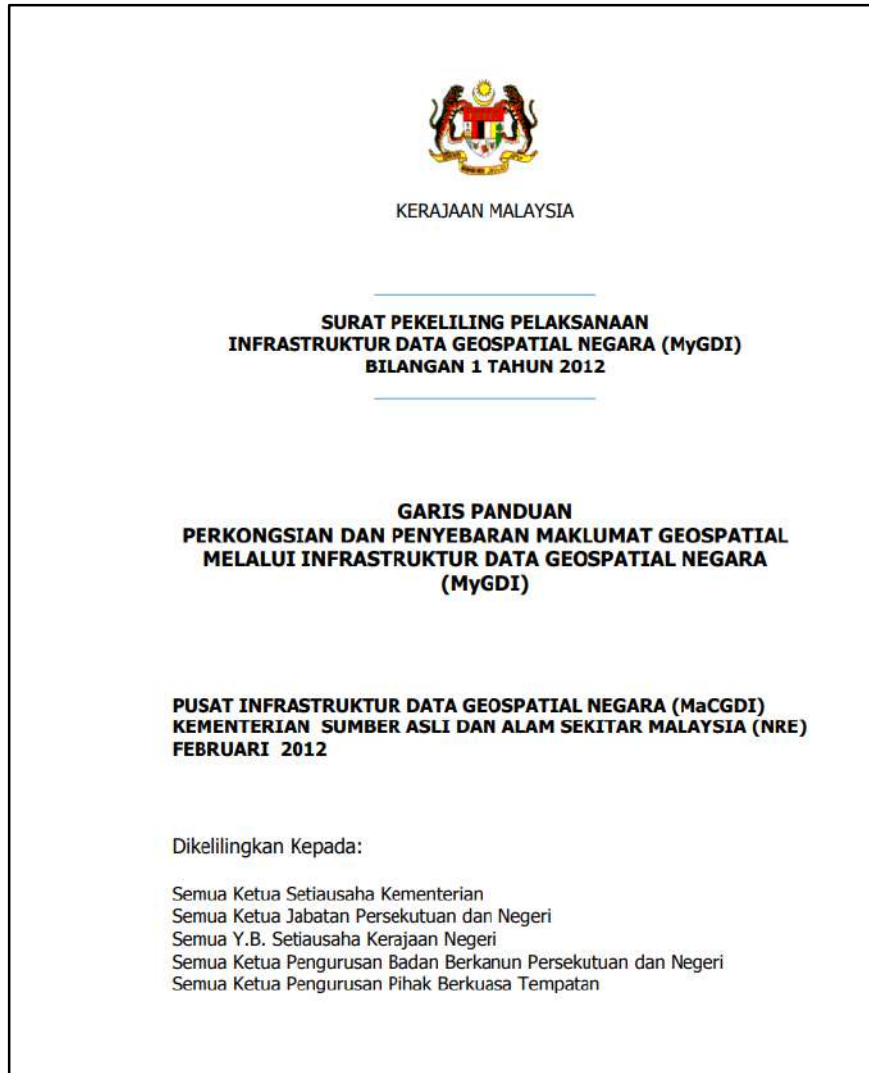 KERAJAAN MALAYSIA
SURAT PEKELILING PELAKSANAAN
INFRASTRUKTUR DATA GEOSPATIAL NEGARA (MyGDI)
BILANGAN 1 TAHUN 2012
GARIS PANDUAN
PERKONGSIAN DAN PENYEBARAN MAKLUMAT GEOSPATIAL
MELALUI INFRASTRUKTUR DATA GEOSPATIAL NEGARA
(MyGDI)
PUSAT INFRASTRUKTUR DATA GEOSPATIAL NEGARA (MaCGDI)
KEMENTERIAN SUMBER ASLI DAN ALAM SEKITAR MALAYSIA (NRE)
FEBRUARI 2012
Dikelilingkan Kepada:
Semua Ketua Setiausaha Kementerian
Semua Ketua Jabatan Persekutuan dan Negeri
Semua Y.B. Setiausaha Kerajaan Negeri
Semua Ketua Pengurusan Badan Berkanun Persekutuan dan Negeri
Semua Ketua Pengurusan Pihak Berkuasa Tempatan